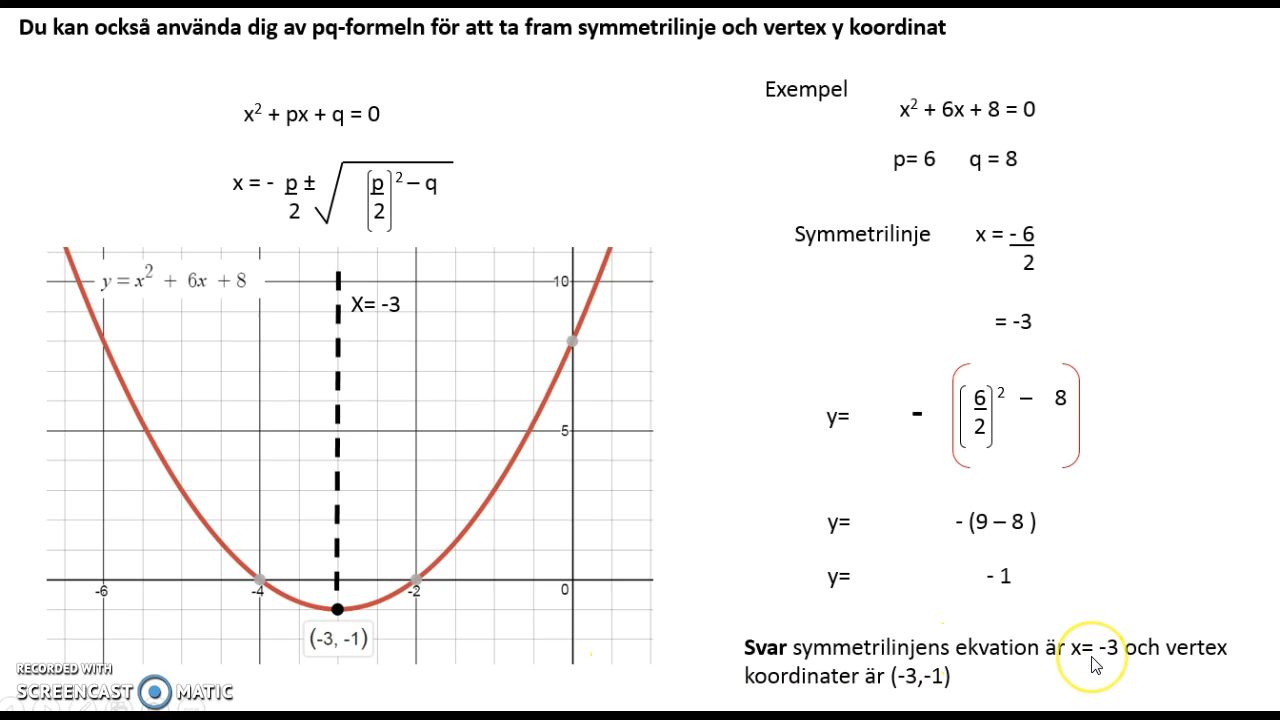 Du kan också använda dig av pq-formeln för att ta fram symmetrilinje och vertex y koordinat
x² + px + q = 0
x = - p/2 ± √ (p/2)² – q
y = x² + 6x + 8
X= -3
10
5
0
-6
-4
-2
(-3, -1)
RECORDED WITH
SCREENCAST MATIC
Exempel
x² + 6x + 8 = 0
p= 6 q = 8
Symmetrilinje x = - 6/2
= -3
y= - ( (6/2)² – 8 )
y= - (9 – 8 )
y= - 1
Svar symmetrilinjens ekvation är x= -3 och vertex
koordinater är (-3,-1)